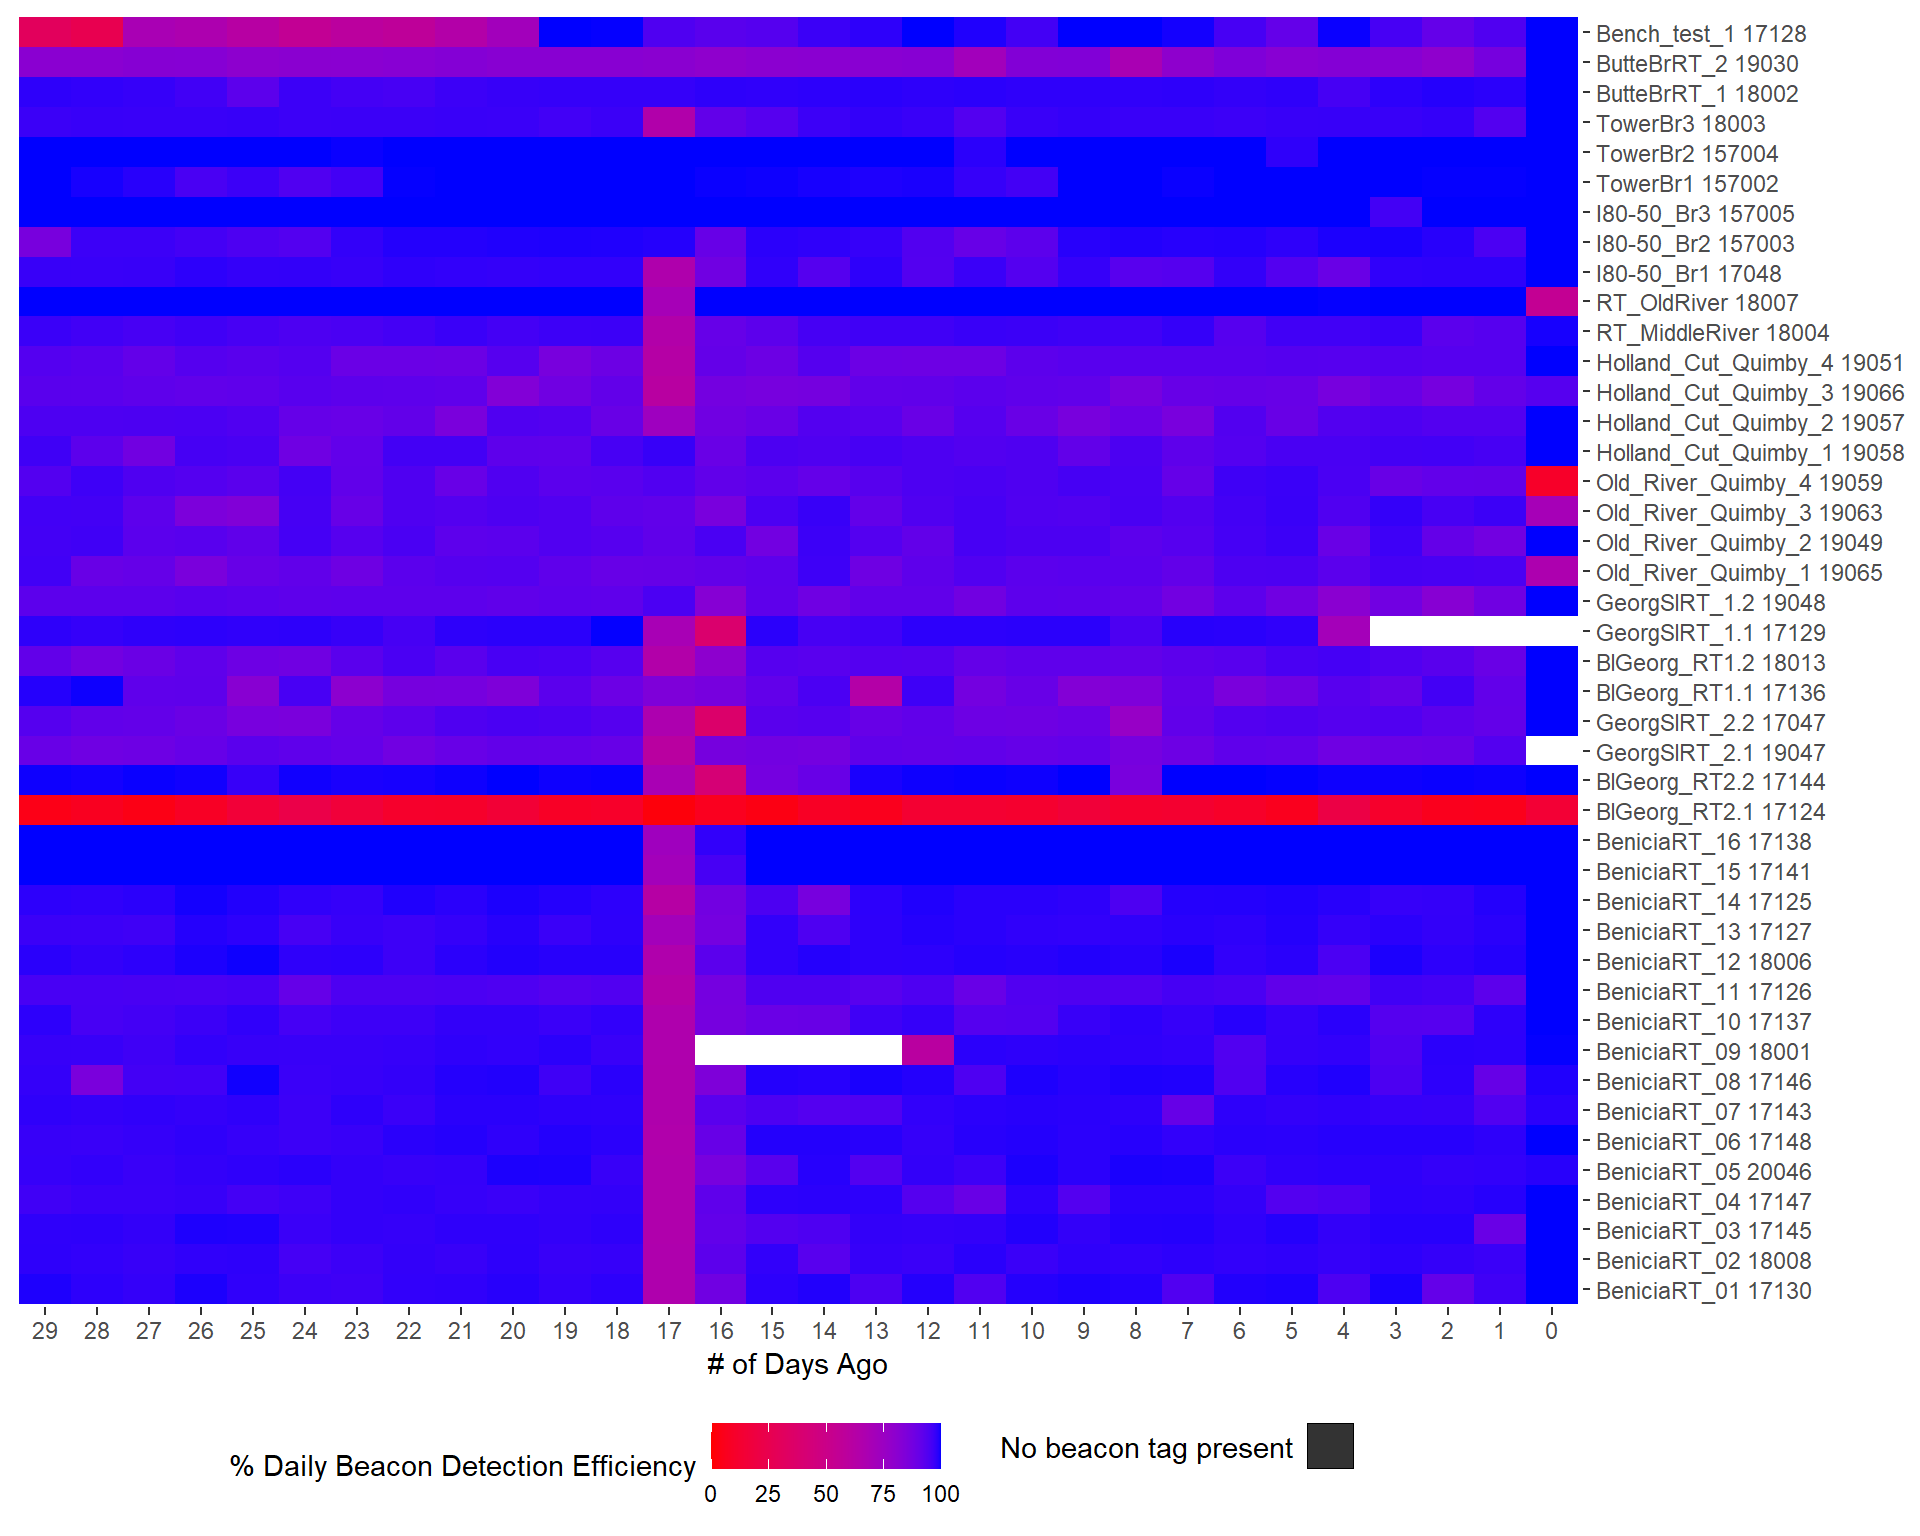 Bench_test_1 17128
ButteBrRT_2 19030
ButteBrRT_1 18002
TowerBr3 18003
TowerBr2 157004
TowerBr1 157002
I80-50_Br3 157005
I80-50_Br2 157003
I80-50_Br1 17048
RT_OldRiver 18007
RT_MiddleRiver 18004
Holland_Cut_Quimby_4 19051
Holland_Cut_Quimby_3 19066
Holland_Cut_Quimby_2 19057
Holland_Cut_Quimby_1 19058
Old_River_Quimby_4 19059
Old_River_Quimby_3 19063
Old_River_Quimby_2 19049
Old_River_Quimby_1 19065
GeorgSlRT_1.2 19048
GeorgSlRT_1.1 17129
BlGeorg_RT1.2 18013
BlGeorg_RT1.1 17136
GeorgSlRT_2.2 17047
GeorgSlRT_2.1 19047
BlGeorg_RT2.2 17144
BlGeorg_RT2.1 17124
BeniciaRT_16 17138
BeniciaRT_15 17141
BeniciaRT_14 17125
BeniciaRT_13 17127
BeniciaRT_12 18006
BeniciaRT_11 17126
BeniciaRT_10 17137
BeniciaRT_09 18001
BeniciaRT_08 17146
BeniciaRT_07 17143
BeniciaRT_06 17148
BeniciaRT_05 20046
BeniciaRT_04 17147
BeniciaRT_03 17145
BeniciaRT_02 18008
BeniciaRT_01 17130
29 28 27 26 25 24 23 22 21 20 19 18 17 16 15 14 13 12 11 10 9 8 7 6 5 4 3 2 1 0
# of Days Ago
% Daily Beacon Detection Efficiency
0 25 50 75 100
No beacon tag present